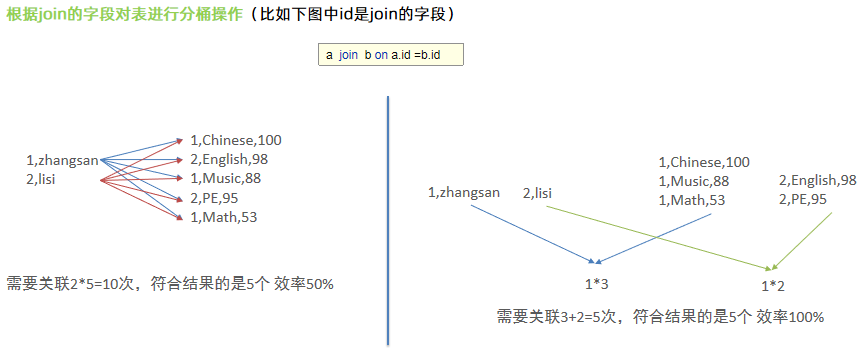 根据join的字段对表进行分桶操作（比如下图中id是join的字段）
a join b on a.id =b.id
1,zhangsan
2,lisi
1,Chinese,100
2,English,98
1,Music,88
2,PE,95
1,Math,53
需要关联2*5=10次，符合结果的是5个 效率50%
1,zhangsan
2,lisi
1,Chinese,100
1,Music,88
1,Math,53
2,English,98
2,PE,95
1*3
1*2
需要关联3+2=5次，符合结果的是5个 效率100%